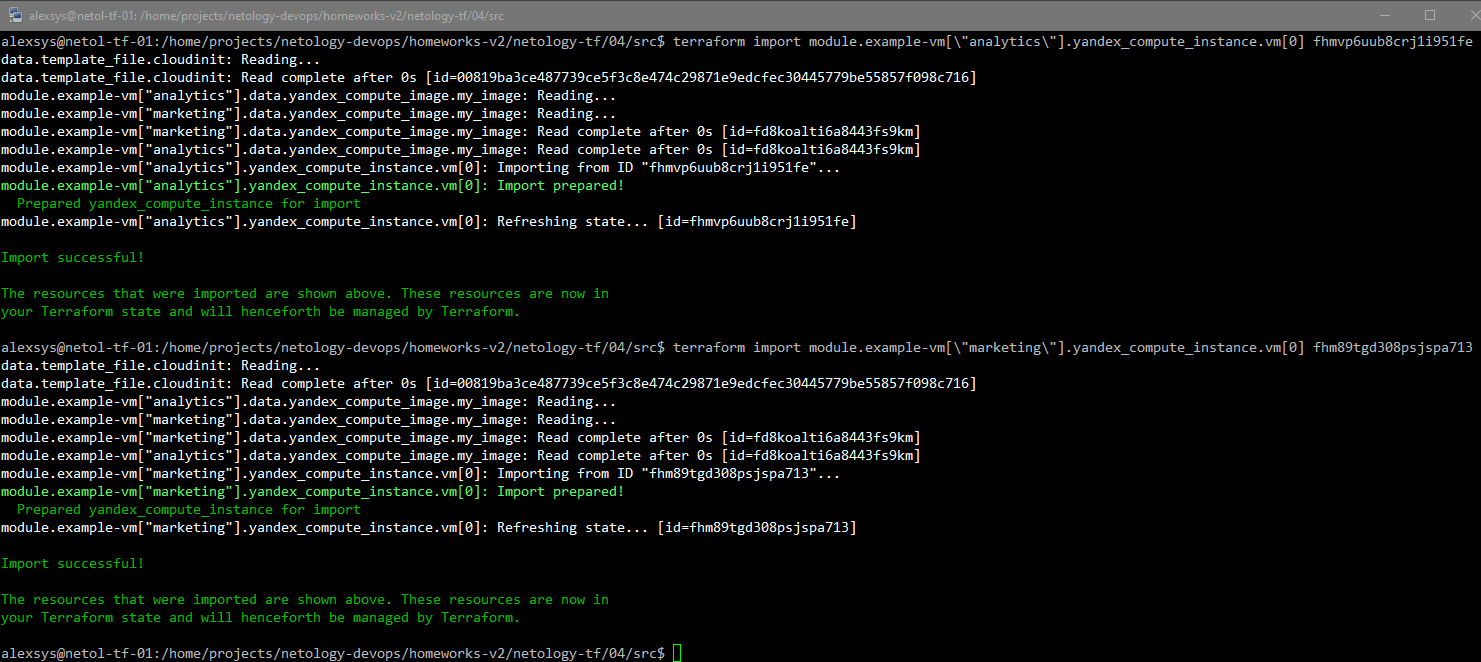 alexsys@netol-tf-01: /home/projects/netology-devops/homeworks-v2/netology-tf/04/src
alexsys@netol-tf-01:/home/projects/netology-devops/homeworks-v2/netology-tf/04/src$ terraform import module.example-vm[\"analytics\"].yandex_compute_instance.vm[0] fhmvp6uub8crj1i951fe
data.template_file.cloudinit: Reading...
data.template_file.cloudinit: Read complete after 0s [id=00819ba3ce487739ce5f3c8e474c29871e9edcfec30445779be55857f098c716]
module.example-vm["analytics"].data.yandex_compute_image.my_image: Reading...
module.example-vm["marketing"].data.yandex_compute_image.my_image: Reading...
module.example-vm["marketing"].data.yandex_compute_image.my_image: Read complete after 0s [id=fd8koalti6a8443fs9km]
module.example-vm["analytics"].data.yandex_compute_image.my_image: Read complete after 0s [id=fd8koalti6a8443fs9km]
module.example-vm["analytics"].yandex_compute_instance.vm[0]: Importing from ID "fhmvp6uub8crj1i951fe"...
module.example-vm["analytics"].yandex_compute_instance.vm[0]: Import prepared!
  Prepared yandex_compute_instance for import
module.example-vm["analytics"].yandex_compute_instance.vm[0]: Refreshing state... [id=fhmvp6uub8crj1i951fe]
Import successful!
The resources that were imported are shown above. These resources are now in
your Terraform state and will henceforth be managed by Terraform.
alexsys@netol-tf-01:/home/projects/netology-devops/homeworks-v2/netology-tf/04/src$ terraform import module.example-vm[\"marketing\"].yandex_compute_instance.vm[0] fhm89tgd308psjspa713
data.template_file.cloudinit: Reading...
data.template_file.cloudinit: Read complete after 0s [id=00819ba3ce487739ce5f3c8e474c29871e9edcfec30445779be55857f098c716]
module.example-vm["analytics"].data.yandex_compute_image.my_image: Reading...
module.example-vm["marketing"].data.yandex_compute_image.my_image: Reading...
module.example-vm["marketing"].data.yandex_compute_image.my_image: Read complete after 0s [id=fd8koalti6a8443fs9km]
module.example-vm["analytics"].data.yandex_compute_image.my_image: Read complete after 0s [id=fd8koalti6a8443fs9km]
module.example-vm["marketing"].yandex_compute_instance.vm[0]: Importing from ID "fhm89tgd308psjspa713"...
module.example-vm["marketing"].yandex_compute_instance.vm[0]: Import prepared!
  Prepared yandex_compute_instance for import
module.example-vm["marketing"].yandex_compute_instance.vm[0]: Refreshing state... [id=fhm89tgd308psjspa713]
Import successful!
The resources that were imported are shown above. These resources are now in
your Terraform state and will henceforth be managed by Terraform.
alexsys@netol-tf-01:/home/projects/netology-devops/homeworks-v2/netology-tf/04/src$